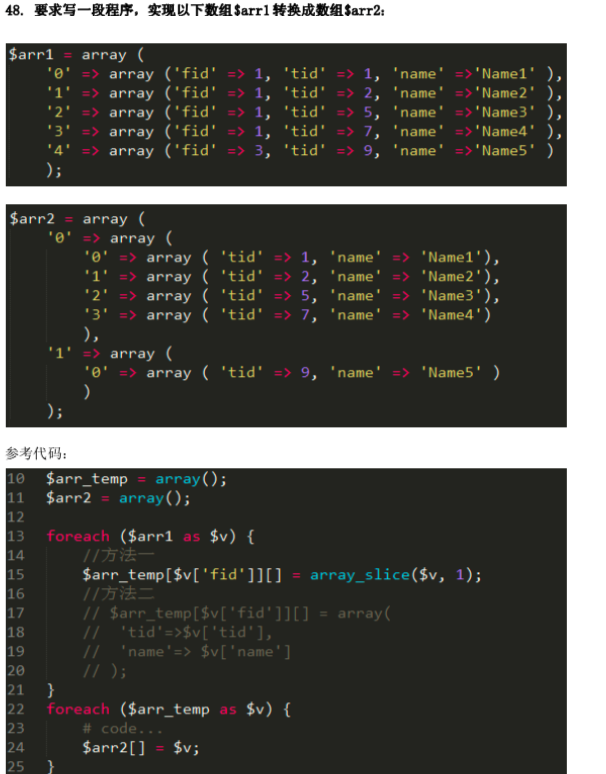 48. 要求写一段程序，实现以下数组$arr1转换成数组$arr2:
$arr1 = array (
'0' => array ('fid' => 1, 'tid' => 1, 'name' =>'Name1' ),
'1' => array ('fid' => 1, 'tid' => 2, 'name' =>'Name2' ),
'2' => array ('fid' => 1, 'tid' => 5, 'name' =>'Name3' ),
'3' => array ('fid' => 1, 'tid' => 7, 'name' =>'Name4' ),
'4' => array ('fid' => 3, 'tid' => 9, 'name' =>'Name5' )
);
$arr2 = array (
'0' => array (
'0' => array ( 'tid' => 1, 'name' => 'Name1'),
'1' => array ( 'tid' => 2, 'name' => 'Name2'),
'2' => array ( 'tid' => 5, 'name' => 'Name3'),
'3' => array ( 'tid' => 7, 'name' => 'Name4')
),
'1' => array (
'0' => array ( 'tid' => 9, 'name' => 'Name5' )
)
);
参考代码:
10 $arr_temp = array();
11 $arr2 = array();
12
13 foreach ($arr1 as $v) {
14 //方法一
15 $arr_temp[$v['fid']][] = array_slice($v, 1);
16 //方法二
17 // $arr_temp[$v['fid']][] = array(
18 // 'tid'=>$v['tid'],
19 // 'name'=> $v['name']
20 // );
21 }
22 foreach ($arr_temp as $v) {
23 # code...
24 $arr2[] = $v;
25 }